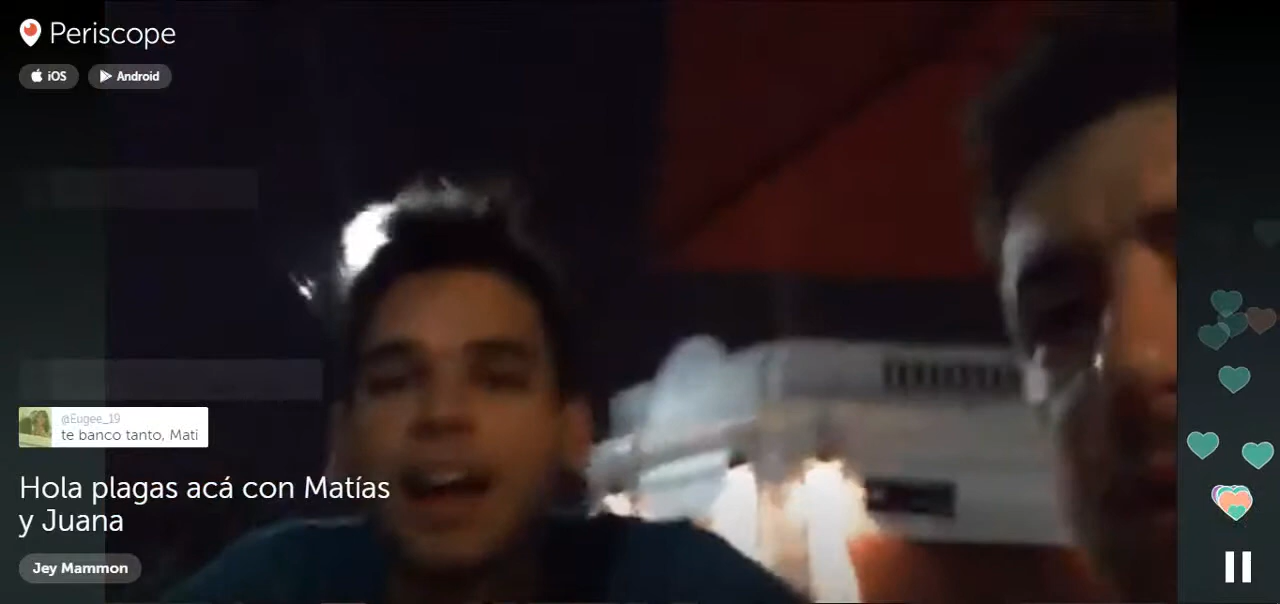 Periscope
iOS
Android
@Eugee_19
te banco tanto, Mati
Hola plagas acá con Matías
y Juana
Jey Mammon